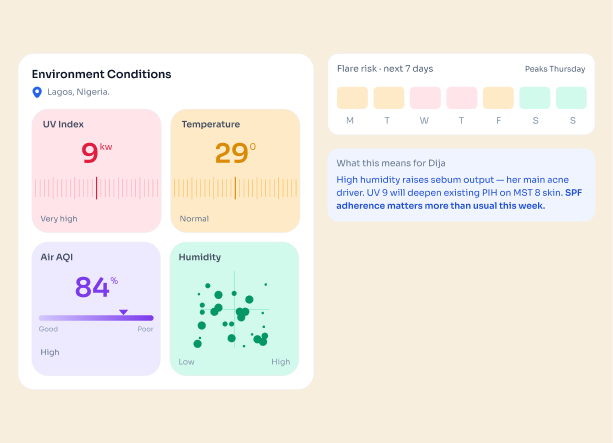 Environment Conditions
Lagos, Nigeria.
UV Index
9 kw
Very high
Temperature
29 0
Normal
Air AQI
84 %
Good Poor
High
Humidity
Low High
Flare risk · next 7 days Peaks Thursday
M T W T F S S
What this means for Dija
High humidity raises sebum output — her main acne
driver. UV 9 will deepen existing PIH on MST 8 skin. SPF
adherence matters more than usual this week.